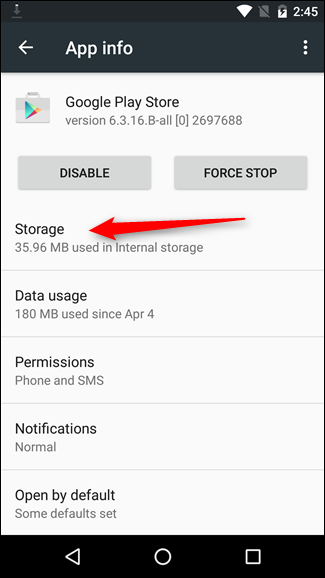 2:45
App info
Google Play Store
version 6.3.16.B-all [0] 2697688
DISABLE
FORCE STOP
Storage
35.96 MB used in Internal storage
Data usage
180 MB used since Apr 4
Permissions
Phone and SMS
Notifications
Normal
Open by default
Some defaults set